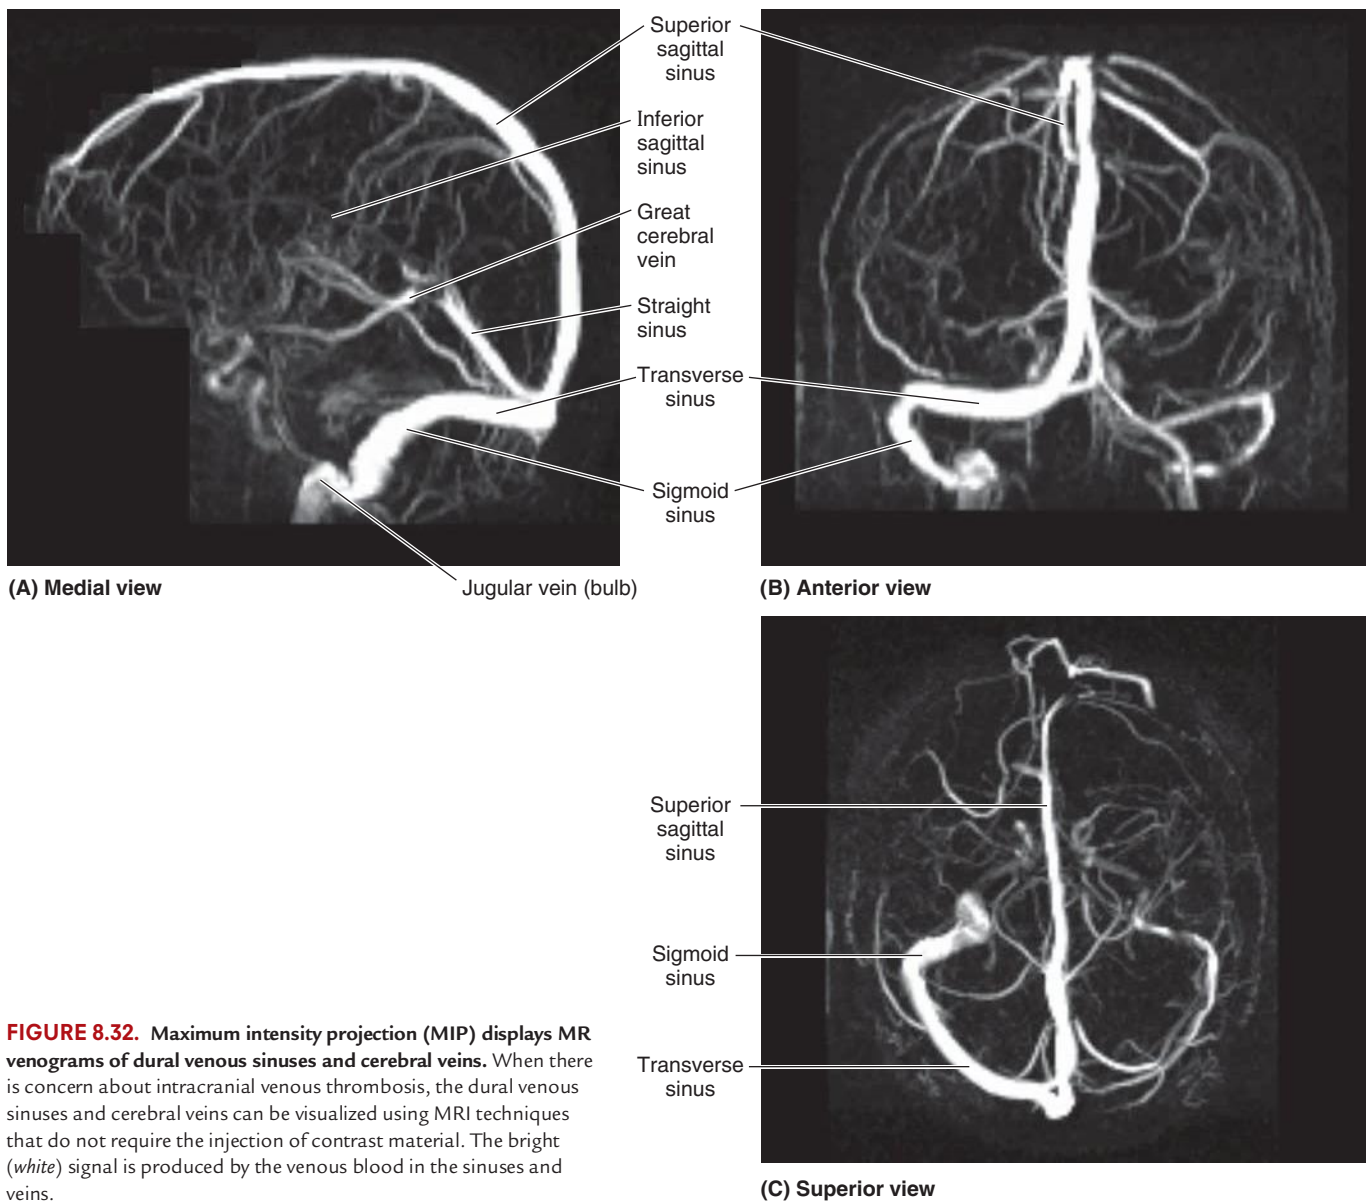 Superior
sagittal
sinus
Inferior
sagittal
sinus
Great
cerebral
vein
Straight
sinus
Transverse
sinus
Sigmoid
sinus
Jugular vein (bulb)
(A) Medial view
(B) Anterior view
Superior
sagittal
sinus
Sigmoid
sinus
Transverse
sinus
(C) Superior view
FIGURE 8.32. Maximum intensity projection (MIP) displays MR
venograms of dural venous sinuses and cerebral veins. When there
is concern about intracranial venous thrombosis, the dural venous
sinuses and cerebral veins can be visualized using MRI techniques
that do not require the injection of contrast material. The bright
(white) signal is produced by the venous blood in the sinuses and
veins.